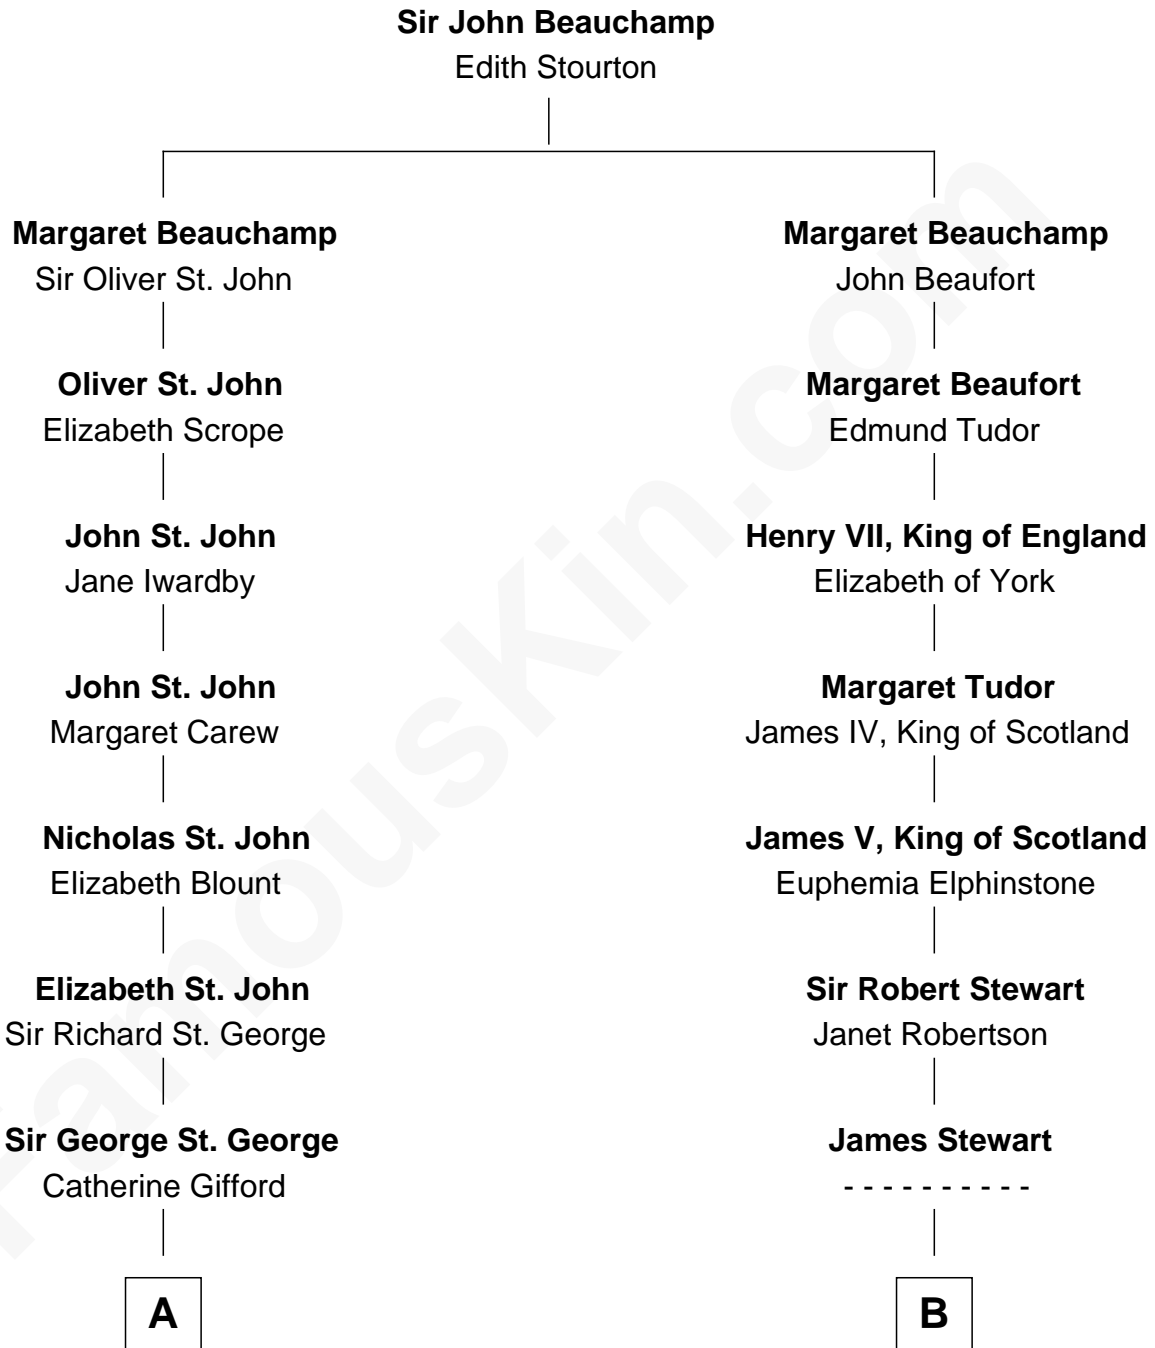 Sir John Beauchamp
Edith Stourton
Margaret Beauchamp
Sir Oliver St. John
Margaret Beauchamp
John Beaufort
Oliver St. John
Elizabeth Scrope
Margaret Beaufort
Edmund Tudor
John St. John
Jane Iwardby
Henry VII, King of England
Elizabeth of York
John St. John
Margaret Carew
Margaret Tudor
James IV, King of Scotland
Nicholas St. John
Elizabeth Blount
James V, King of Scotland
Euphemia Elphinstone
Elizabeth St. John
Sir Richard St. George
Sir Robert Stewart
Janet Robertson
Sir George St. George
Catherine Gifford
James Stewart
- - - - - - - - - -
A
B
FamousKin.com